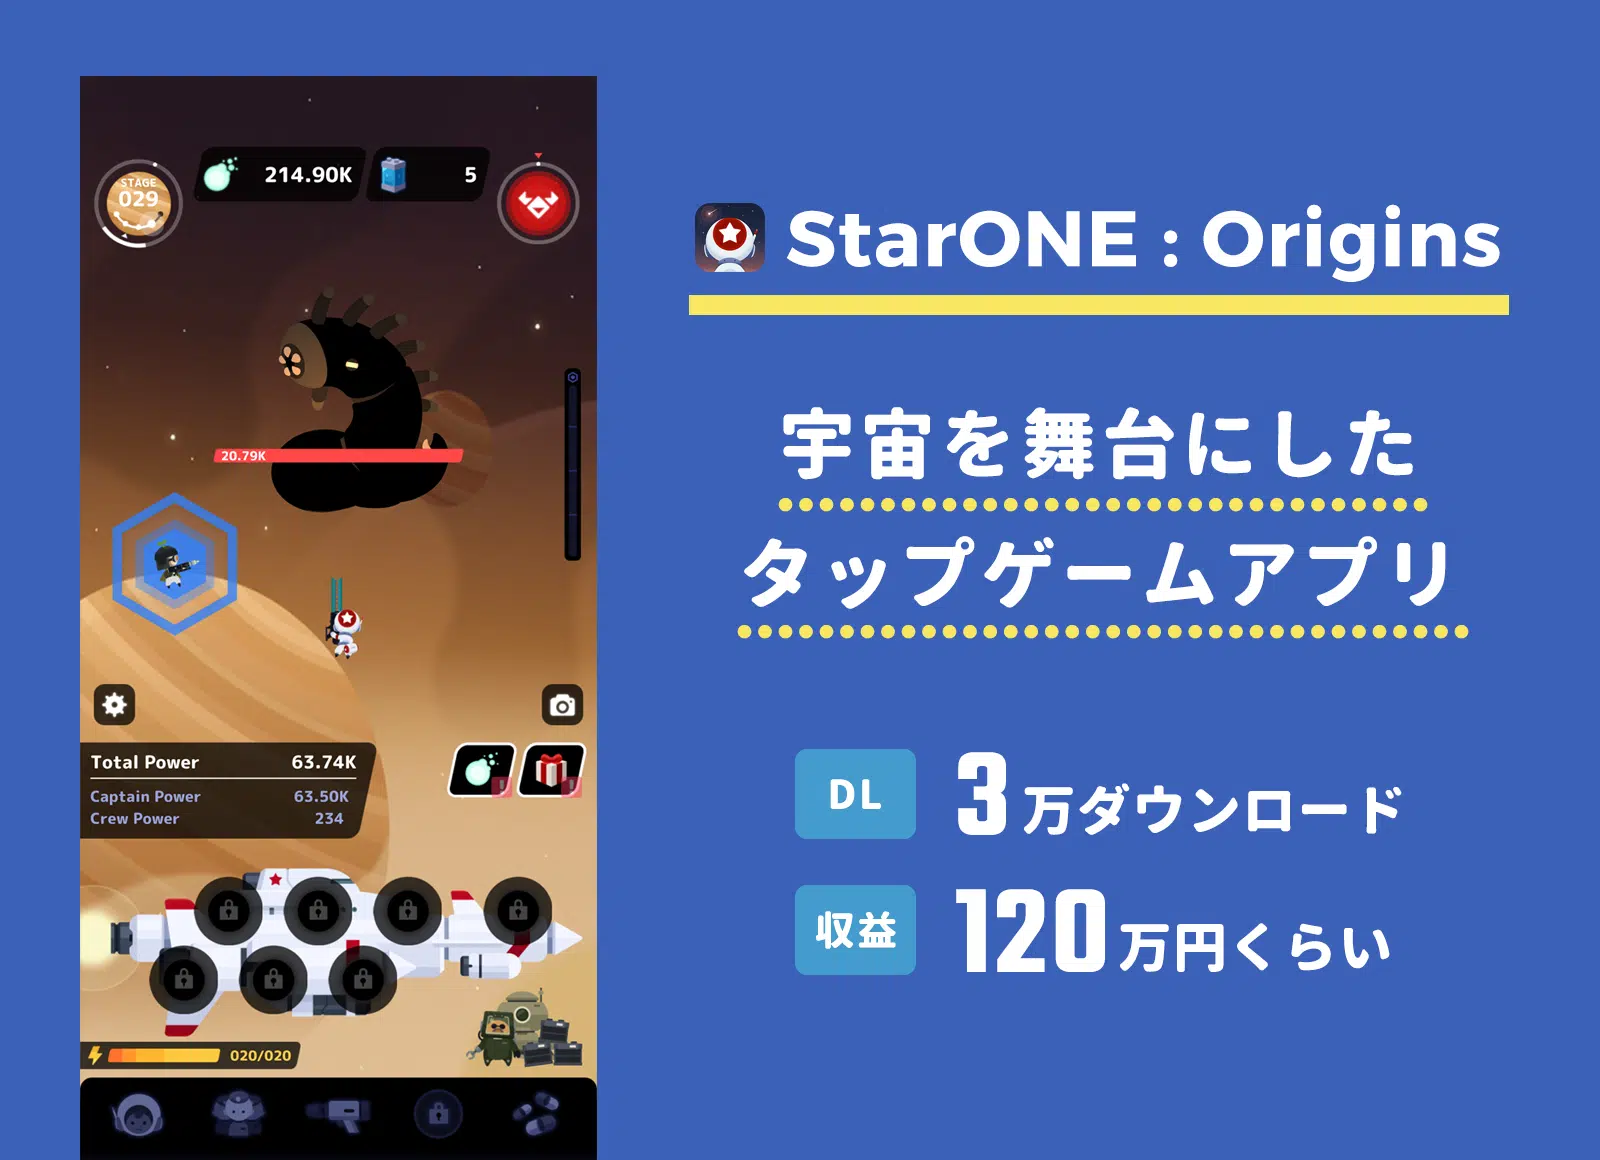 STAGE
029
214.90K
5
20.79K
Total Power 63.74K
Captain Power 63.50K
Crew Power 234
020/020
StarONE : Origins
宇宙を舞台にした
タップゲームアプリ
DL 3万ダウンロード
収益 120万円くらい